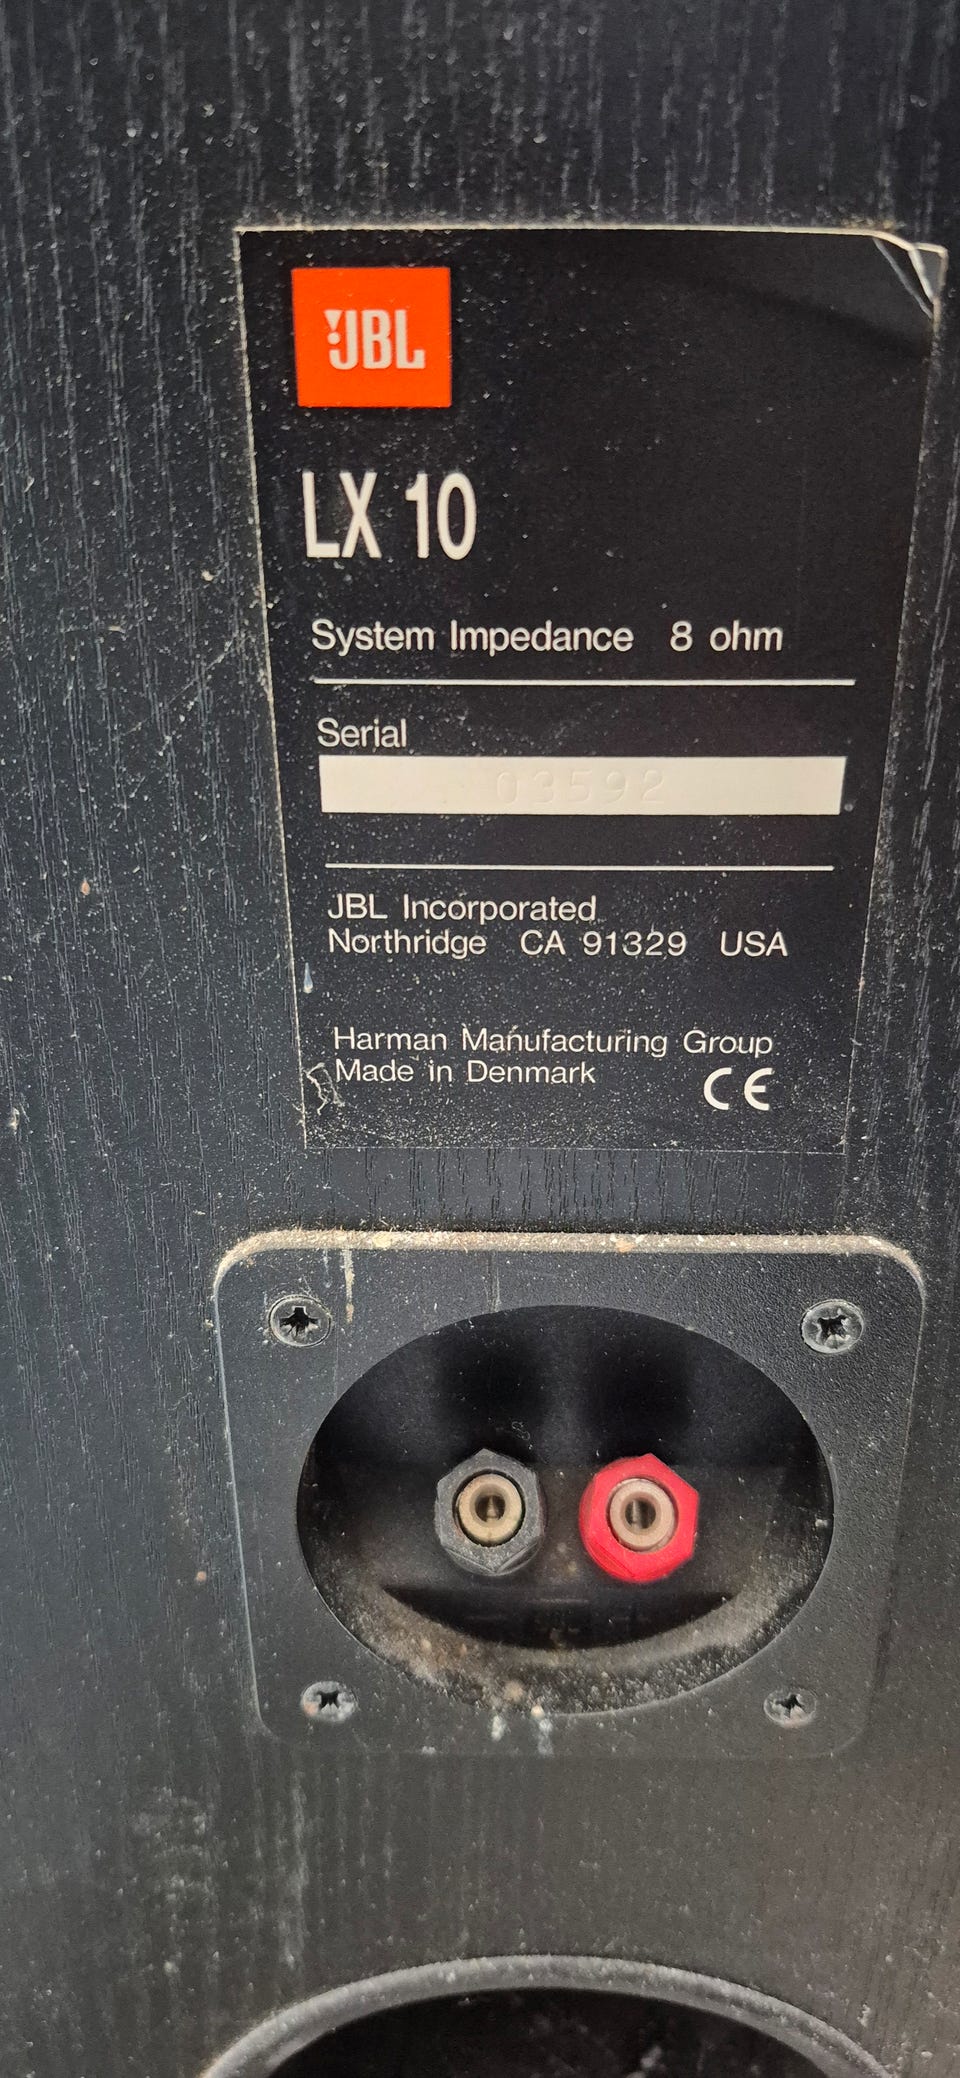 JBL
LX 10
System Impedance 8 ohm
Serial
03592
JBL Incorporated
Northridge CA 91329 USA
Harman Manufacturing Group
Made in Denmark
CE